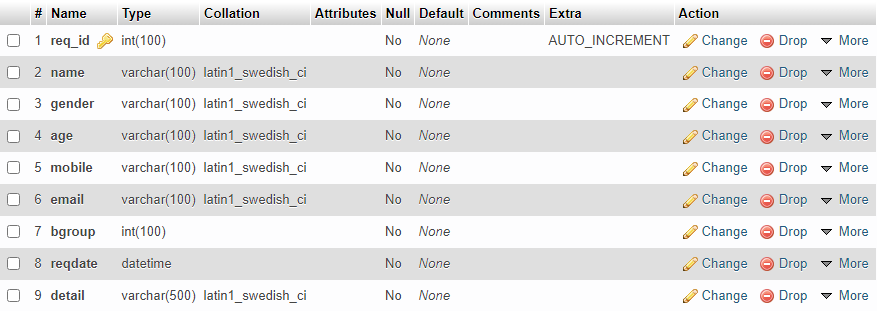 # Name Type Collation Attributes Null Default Comments Extra Action
1 req_id int(100) No None AUTO_INCREMENT Change Drop More
2 name varchar(100) latin1_swedish_ci No None Change Drop More
3 gender varchar(100) latin1_swedish_ci No None Change Drop More
4 age varchar(100) latin1_swedish_ci No None Change Drop More
5 mobile varchar(100) latin1_swedish_ci No None Change Drop More
6 email varchar(100) latin1_swedish_ci No None Change Drop More
7 bgroup int(100) No None Change Drop More
8 reqdate datetime No None Change Drop More
9 detail varchar(500) latin1_swedish_ci No None Change Drop More